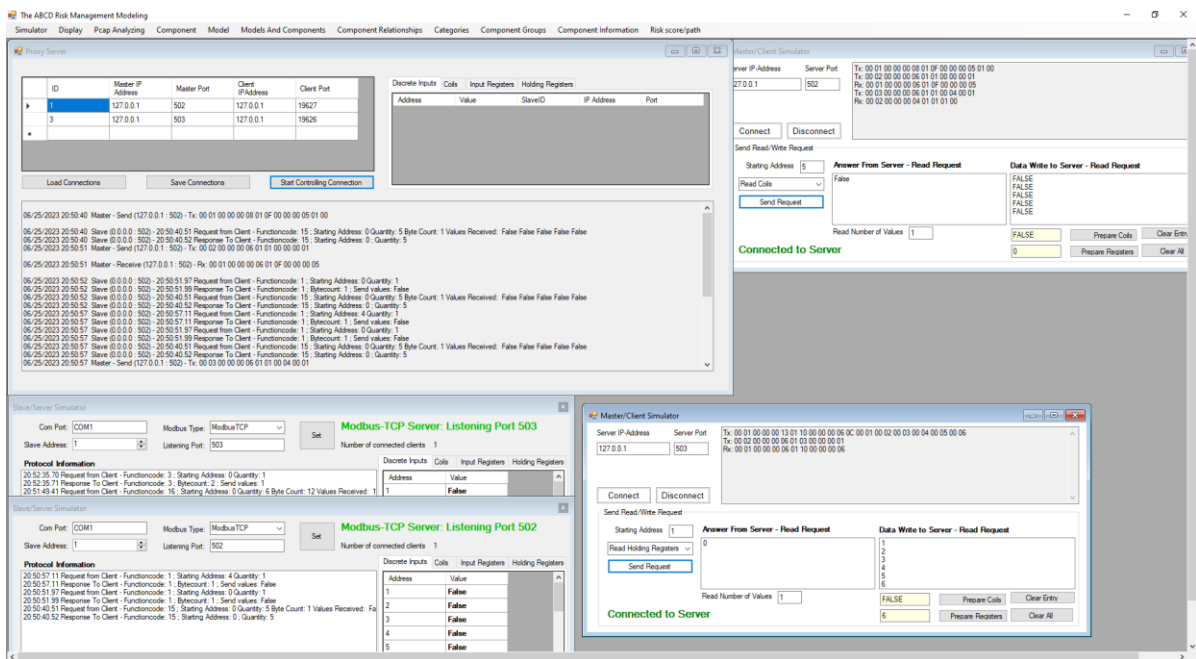 The ABCD Risk Management Modeling
Simulator Display Pcap Analyzing Component Model Models And Components Component Relationships Categories Component Groups Component Information Risk score/path
Proxy Server
ID Master IP Address Master Port Client IPAddress Client Port
1 127.0.0.1 502 127.0.0.1 19627
3 127.0.0.1 503 127.0.0.1 19626
Load Connections Save Connections Start Controlling Connection
Discrete Inputs Coils Input Registers Holding Registers
Address Value SlaveID IP Address Port
06/25/2023 20:50:40 Master - Send (127.0.0.1 : 502) - Tx: 00 01 00 00 00 08 01 0F 00 00 00 05 01 00
06/25/2023 20:50:40 Slave (0.0.0.0 : 502) - 20:50:40.51 Request from Client - Functioncode: 15 ; Starting Address: 0 Quantity: 5 Byte Count: 1 Values Received: False False False False False
06/25/2023 20:50:40 Slave (0.0.0.0 : 502) - 20:50:40.52 Response To Client - Functioncode: 15 ; Starting Address: 0 ; Quantity: 5
06/25/2023 20:50:51 Master - Send (127.0.0.1 : 502) - Tx: 00 02 00 00 00 06 01 01 00 00 00 01
06/25/2023 20:50:51 Master - Receive (127.0.0.1 : 502) - Rx: 00 01 00 00 00 06 01 0F 00 00 00 05
06/25/2023 20:50:52 Slave (0.0.0.0 : 502) - 20:50:51.97 Request from Client - Functioncode: 1 ; Starting Address: 0 Quantity: 1
06/25/2023 20:50:52 Slave (0.0.0.0 : 502) - 20:50:51.99 Response To Client - Functioncode: 1 ; Bytecount: 1 ; Send values: False
06/25/2023 20:50:52 Slave (0.0.0.0 : 502) - 20:50:40.51 Request from Client - Functioncode: 15 ; Starting Address: 0 Quantity: 5 Byte Count: 1 Values Received: False False False False False
06/25/2023 20:50:52 Slave (0.0.0.0 : 502) - 20:50:40.52 Response To Client - Functioncode: 15 ; Starting Address: 0 ; Quantity: 5
06/25/2023 20:50:57 Slave (0.0.0.0 : 502) - 20:50:57.11 Request from Client - Functioncode: 1 ; Starting Address: 4 Quantity: 1
06/25/2023 20:50:57 Slave (0.0.0.0 : 502) - 20:50:57.11 Response To Client - Functioncode: 1 ; Bytecount: 1 ; Send values: False
06/25/2023 20:50:57 Slave (0.0.0.0 : 502) - 20:50:51.97 Request from Client - Functioncode: 1 ; Starting Address: 0 Quantity: 1
06/25/2023 20:50:57 Slave (0.0.0.0 : 502) - 20:50:51.99 Response To Client - Functioncode: 1 ; Bytecount: 1 ; Send values: False
06/25/2023 20:50:57 Slave (0.0.0.0 : 502) - 20:50:40.51 Request from Client - Functioncode: 15 ; Starting Address: 0 Quantity: 5 Byte Count: 1 Values Received: False False False False False
06/25/2023 20:50:57 Slave (0.0.0.0 : 502) - 20:50:40.52 Response To Client - Functioncode: 15 ; Starting Address: 0 ; Quantity: 5
06/25/2023 20:50:57 Master - Send (127.0.0.1 : 502) - Tx: 00 03 00 00 00 06 01 01 00 04 00 01
Master/Client Simulator
Server Port
27.0.0.1 502
Tx: 00 01 00 00 00 08 01 0F 00 00 00 05 01 00
Tx: 00 02 00 00 00 06 01 01 00 00 00 01
Rx: 00 01 00 00 00 06 01 0F 00 00 00 05
Tx: 00 03 00 00 00 06 01 01 00 04 00 01
Rx: 00 02 00 00 00 04 01 01 01 00
Connect Disconnect
Send Read/Write Request
Starting Address 5 Answer From Server - Read Request Data Write to Server - Read Request
Read Coils
Send Request
False
FALSE
FALSE
FALSE
FALSE
FALSE
Read Number of Values 1
FALSE Prepare Coils Clear Entry
Connected to Server
0 Prepare Registers Clear All
Slave/Server Simulator
Com Port: COM1 Modbus Type: ModbusTCP Set Modbus-TCP Server: Listening Port 503
Slave Address: 1 Listening Port: 503 Number of connected clients 1
Protocol Information
20:52:35.70 Request from Client - Functioncode: 3 ; Starting Address: 0 Quantity: 1
20:52:35.71 Response To Client - Functioncode: 3 ; Bytecount: 2 ; Send values: 1
20:51:49.41 Request from Client - Functioncode: 16 ; Starting Address: 0 Quantity: 6 Byte Count: 12 Values Received: 1
Discrete Inputs Coils Input Registers Holding Registers
Address Value
1 False
Slave/Server Simulator
Com Port: COM1 Modbus Type: ModbusTCP Set Modbus-TCP Server: Listening Port 502
Slave Address: 1 Listening Port: 502 Number of connected clients 1
Protocol Information
20:50:57.11 Request from Client - Functioncode: 1 ; Starting Address: 4 Quantity: 1
20:50:57.11 Response To Client - Functioncode: 1 ; Bytecount: 1 ; Send values: False
20:50:51.97 Request from Client - Functioncode: 1 ; Starting Address: 0 Quantity: 1
20:50:51.99 Response To Client - Functioncode: 1 ; Bytecount: 1 ; Send values: False
20:50:40.51 Request from Client - Functioncode: 15 ; Starting Address: 0 Quantity: 5 Byte Count: 1 Values Received: Fa
20:50:40.52 Response To Client - Functioncode: 15 ; Starting Address: 0 ; Quantity: 5
Discrete Inputs Coils Input Registers Holding Registers
Address Value
1 False
2 False
3 False
4 False
5 False
Master/Client Simulator
Server IP-Address Server Port
127.0.0.1 503
Tx: 00 01 00 00 00 13 01 10 00 00 00 06 0C 00 01 00 02 00 03 00 04 00 05 00 06
Tx: 00 02 00 00 00 06 01 03 00 00 00 01
Rx: 00 01 00 00 00 06 01 10 00 00 00 06
Connect Disconnect
Send Read/Write Request
Starting Address 1 Answer From Server - Read Request Data Write to Server - Read Request
Read Holding Registers
Send Request
0
1
2
3
4
5
6
Read Number of Values 1
FALSE Prepare Coils Clear Entry
Connected to Server
6 Prepare Registers Clear All